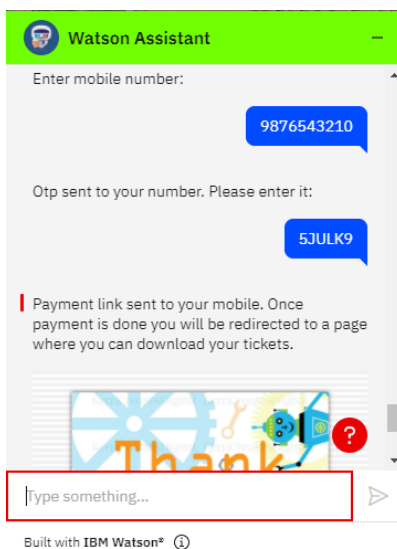 Watson Assistant
Enter mobile number:
9876543210
Otp sent to your number. Please enter it:
5JULK9
Payment link sent to your mobile. Once
payment is done you will be redirected to a page
where you can download your tickets.
Thank
?
Type something...
Built with IBM Watson®